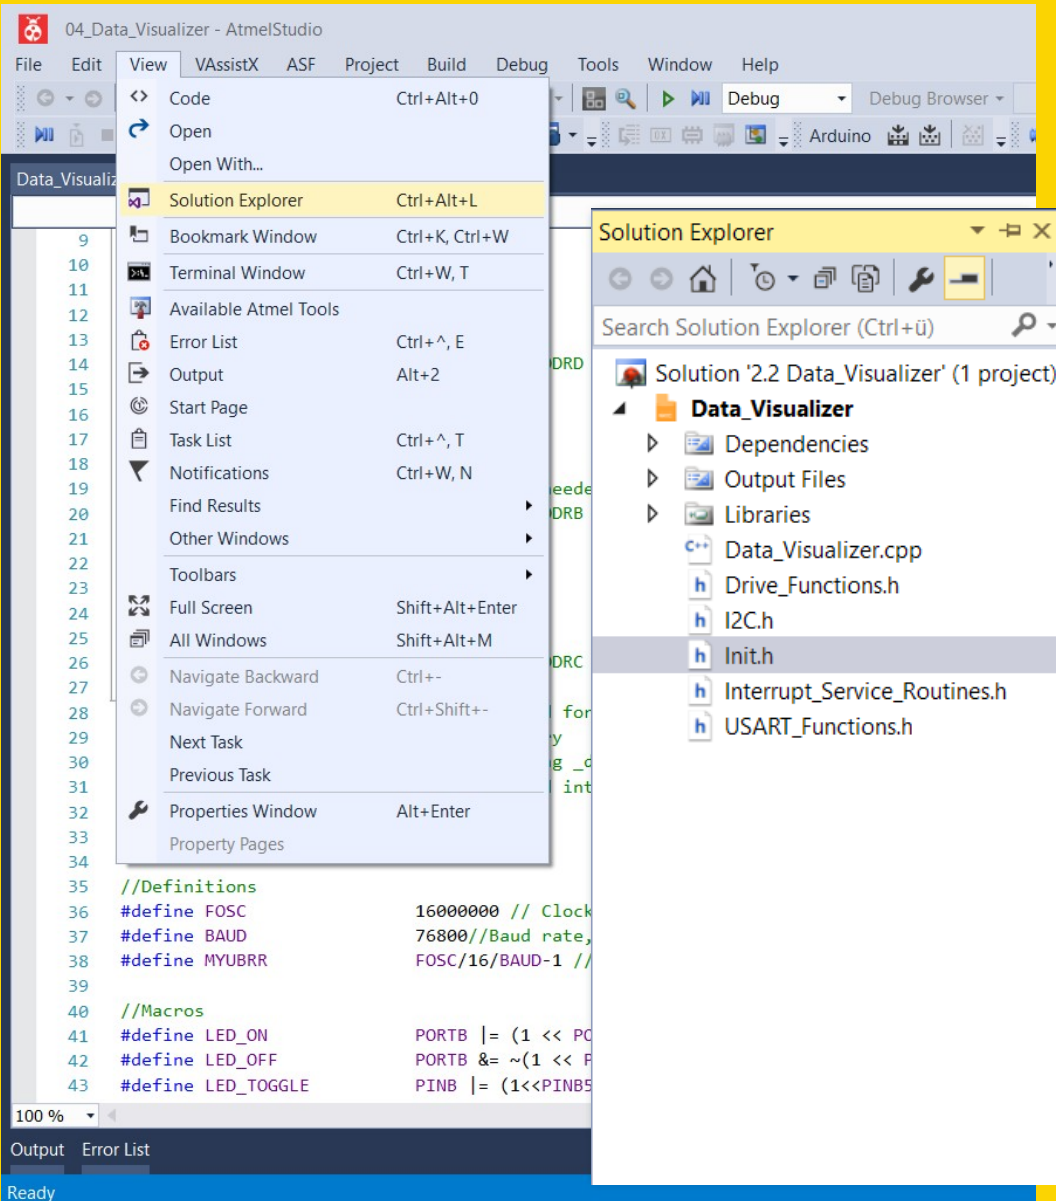 04_Data_Visualizer - AtmelStudio
File Edit View VAssistX ASF Project Build Debug Tools Window Help
Debug Debug Browser
Arduino
Data_Visualiz
Code Ctrl+Alt+0
Open
Open With...
Solution Explorer Ctrl+Alt+L
Bookmark Window Ctrl+K, Ctrl+W
Terminal Window Ctrl+W, T
Available Atmel Tools
Error List Ctrl+^, E
Output Alt+2
Start Page
Task List Ctrl+^, T
Notifications Ctrl+W, N
Find Results
Other Windows
Toolbars
Full Screen Shift+Alt+Enter
All Windows Shift+Alt+M
Navigate Backward Ctrl+-
Navigate Forward Ctrl+Shift+-
Next Task
Previous Task
Properties Window Alt+Enter
Property Pages
9
10
11
12
13
14 DRD
15
16
17
18
19 eede
20 DRB
21
22
23
24
25
26 DDRC
27
28 for
29 y
30 g _d
31 int
32
33
34
35 //Definitions
36 #define FOSC 16000000 // Clock
37 #define BAUD 76800//Baud rate,
38 #define MYUBRR FOSC/16/BAUD-1 //
39
40 //Macros
41 #define LED_ON PORTB |= (1 << PO
42 #define LED_OFF PORTB &= ~(1 << P
43 #define LED_TOGGLE PINB |= (1<<PINB5
100 %
Output Error List
Ready
Solution Explorer
Search Solution Explorer (Ctrl+ü)
Solution '2.2 Data_Visualizer' (1 project)
Data_Visualizer
Dependencies
Output Files
Libraries
C++ Data_Visualizer.cpp
h Drive_Functions.h
h I2C.h
h Init.h
h Interrupt_Service_Routines.h
h USART_Functions.h